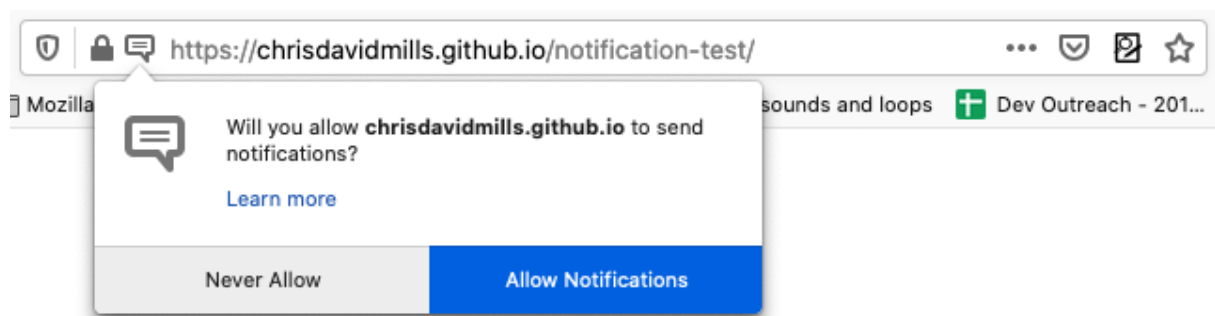 https://chrisdavidmills.github.io/notification-test/
Mozilla
sounds and loops
Dev Outreach - 201...
Will you allow chrisdavidmills.github.io to send
notifications?
Learn more
Never Allow
Allow Notifications